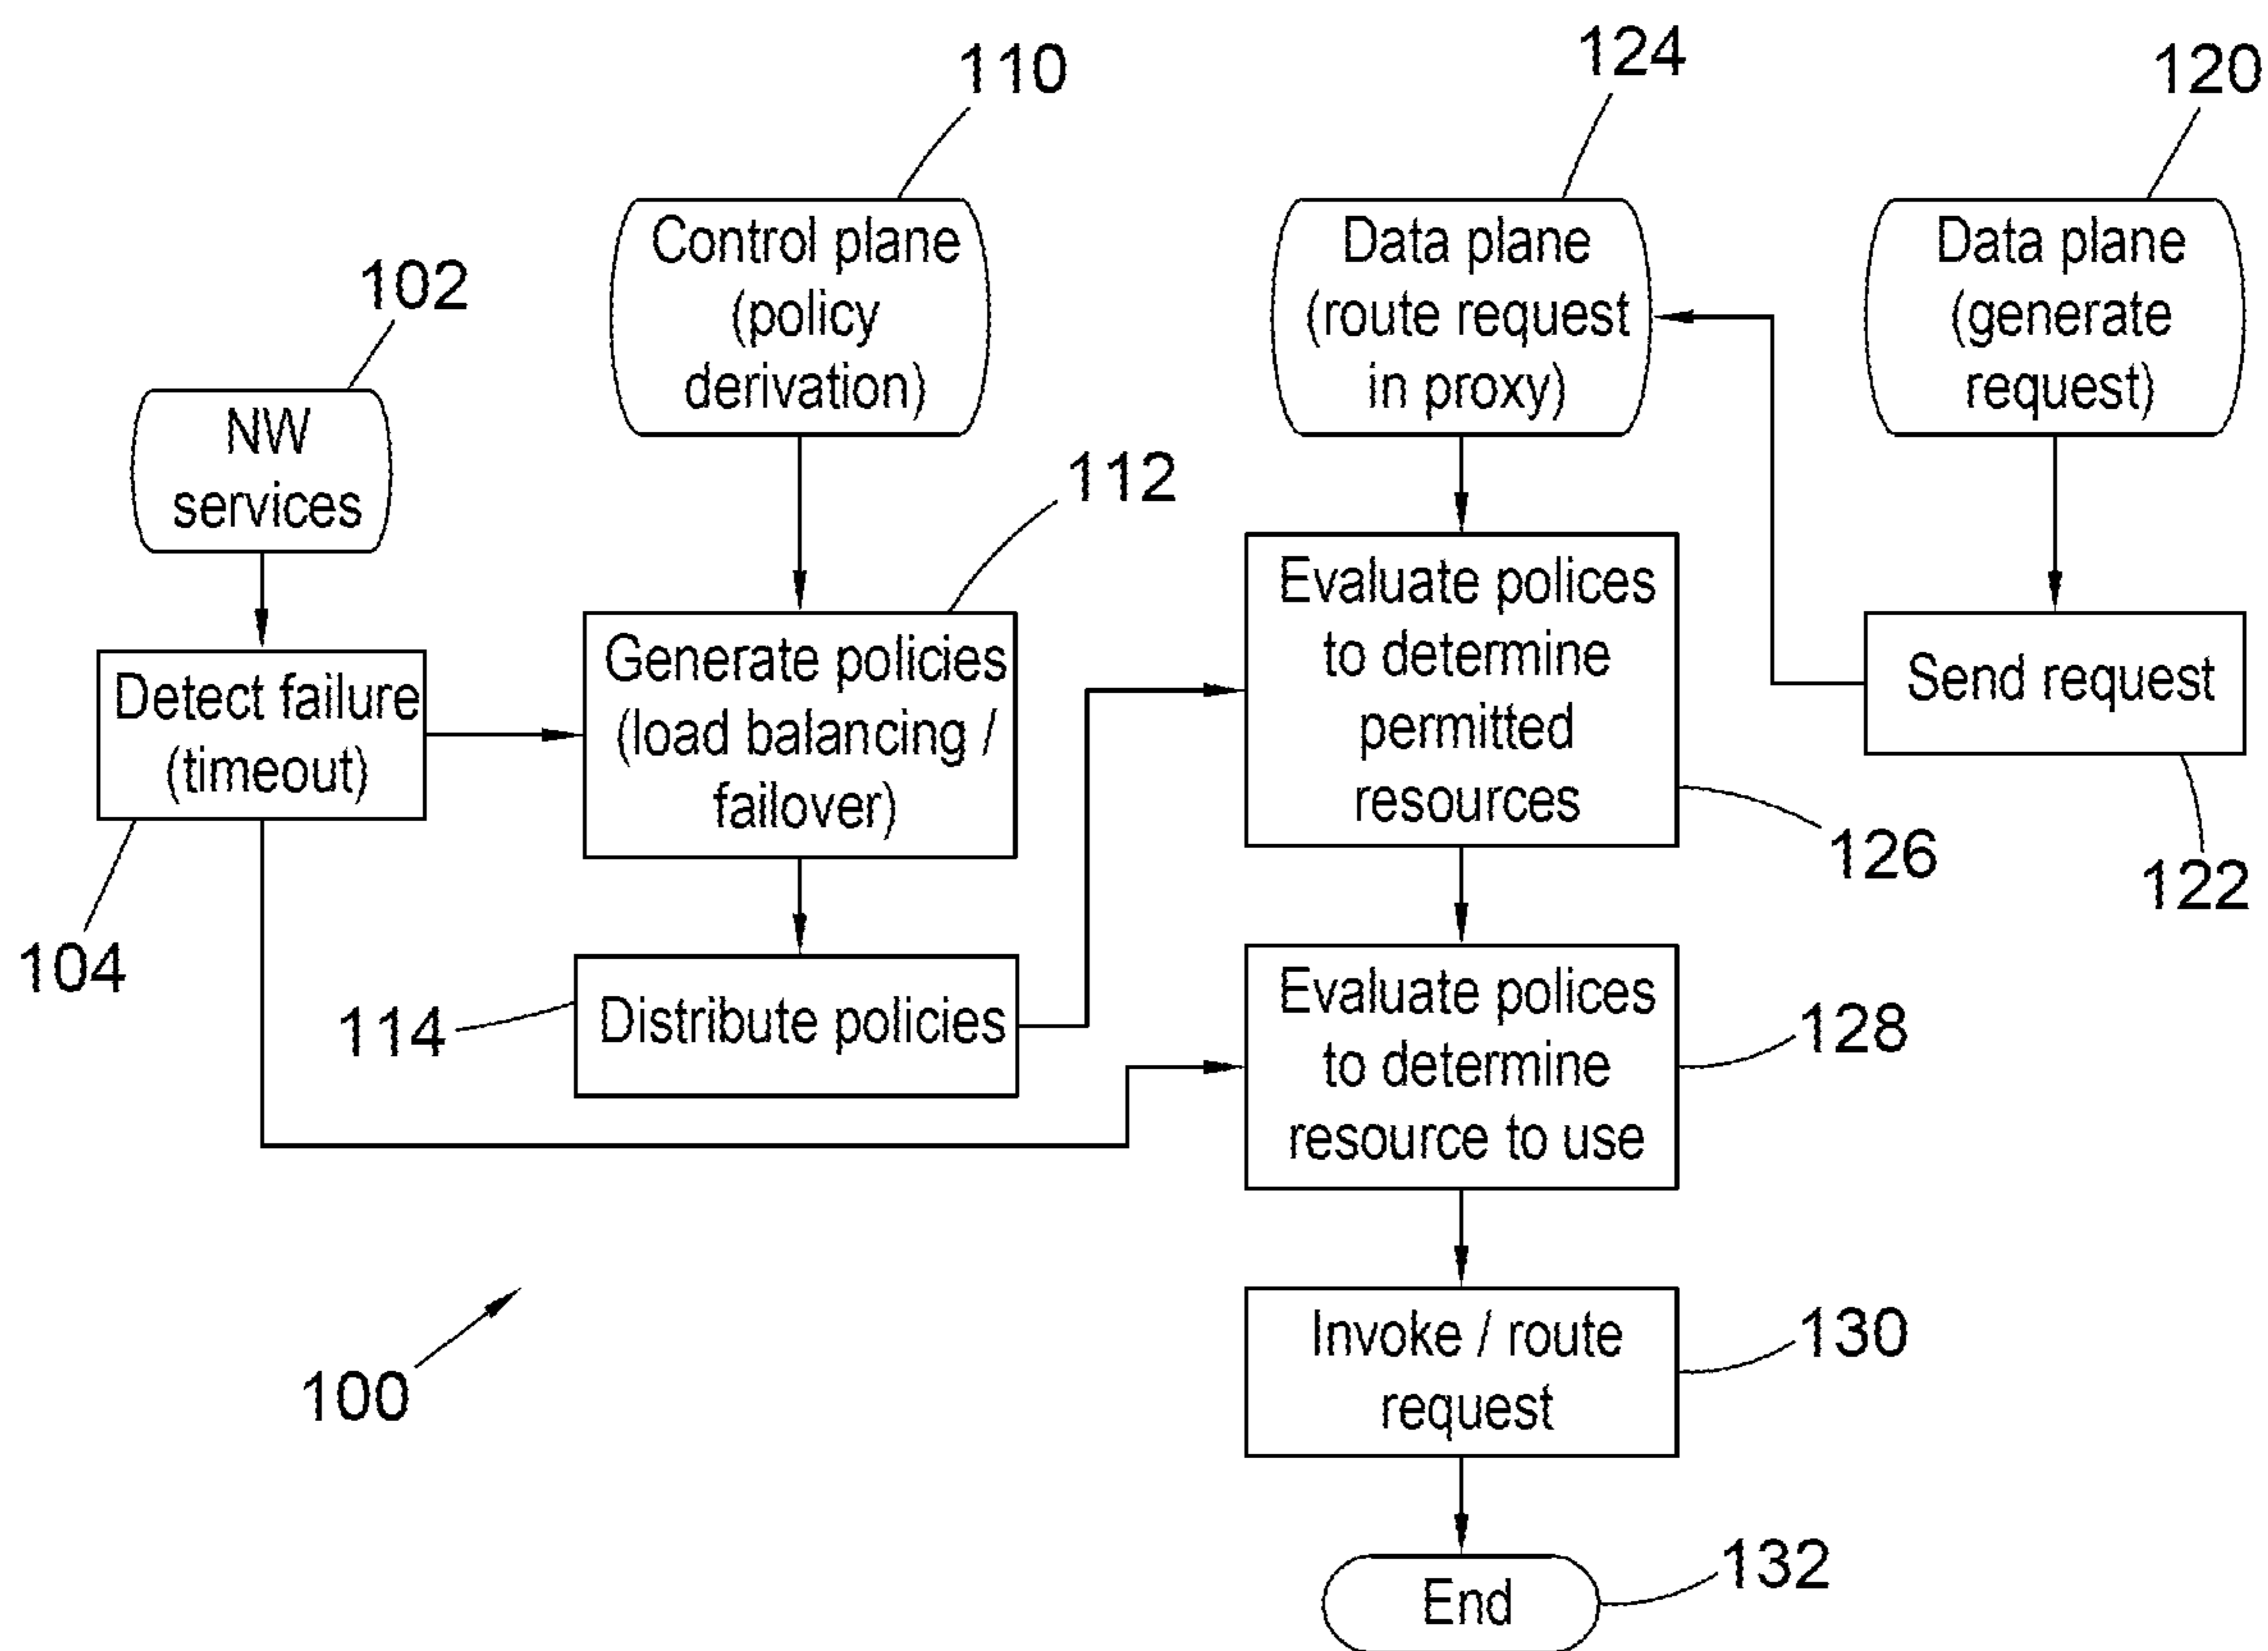 110
124
120
102
Control plane
(policy
derivation)
Data plane
(route request
in proxy)
Data plane
(generate
request)
NW
services
112
Detect failure
(timeout)
Generate policies
(load balancing /
failover)
Evaluate polices
to determine
permitted
resources
Send request
126
122
104
114
Distribute policies
Evaluate polices
to determine
resource to use
128
100
Invoke / route
request
130
End
132